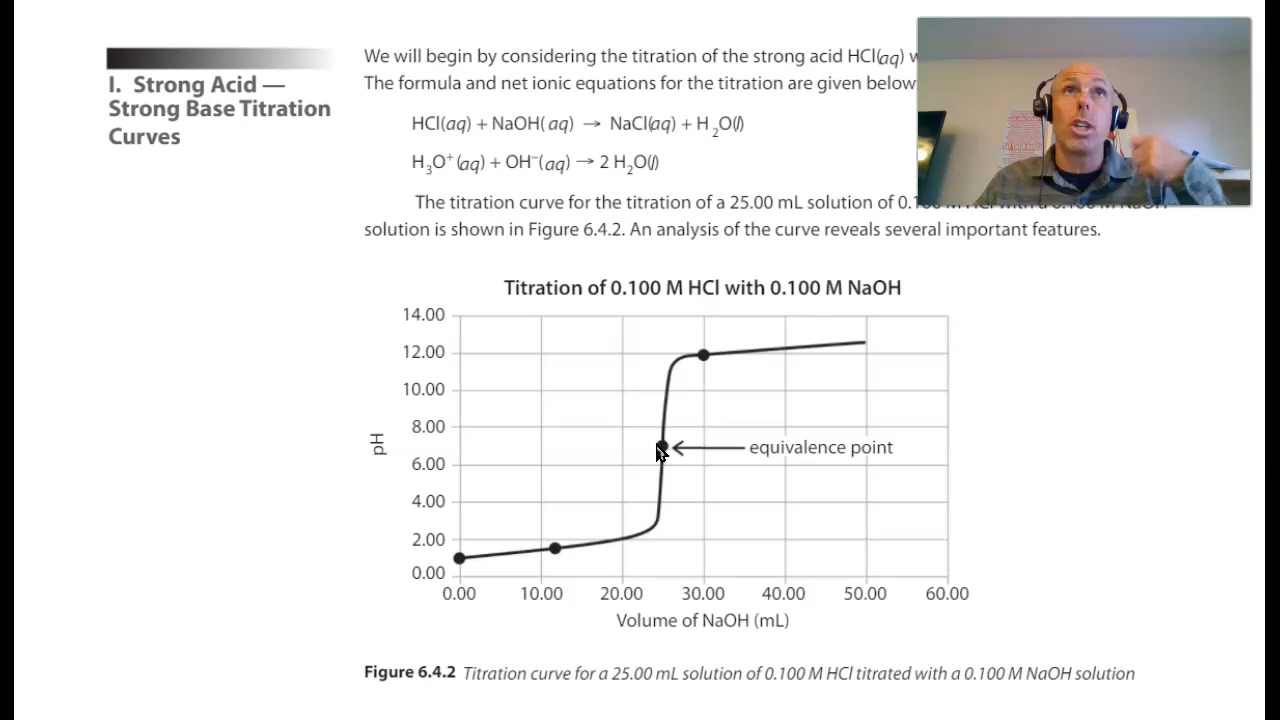 I. Strong Acid —
Strong Base Titration
Curves
We will begin by considering the titration of the strong acid HCl(aq)
The formula and net ionic equations for the titration are given below
HCl(aq) + NaOH(aq) → NaCl(aq) + H₂O(l)
H₃O⁺(aq) + OH⁻(aq) → 2 H₂O(l)
The titration curve for the titration of a 25.00 mL solution of
solution is shown in Figure 6.4.2. An analysis of the curve reveals several important features.
Titration of 0.100 M HCl with 0.100 M NaOH
14.00
12.00
10.00
8.00
6.00
4.00
2.00
0.00
pH
equivalence point
0.00 10.00 20.00 30.00 40.00 50.00 60.00
Volume of NaOH (mL)
Figure 6.4.2 Titration curve for a 25.00 mL solution of 0.100 M HCl titrated with a 0.100 M NaOH solution